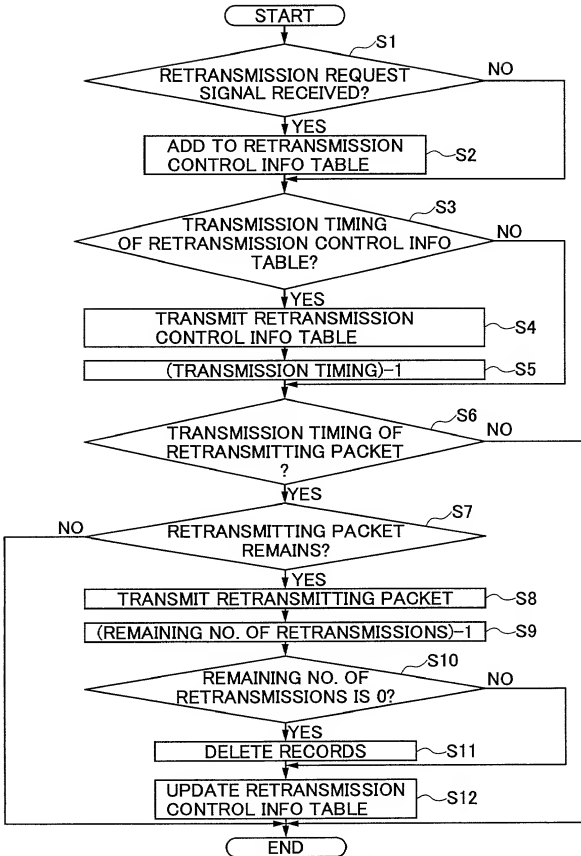 START
S1
RETRANSMISSION REQUEST
SIGNAL RECEIVED?
NO
YES
ADD TO RETRANSMISSION
CONTROL INFO TABLE
S2
S3
TRANSMISSION TIMING
OF RETRANSMISSION CONTROL INFO
TABLE?
NO
YES
TRANSMIT RETRANSMISSION
CONTROL INFO TABLE
S4
(TRANSMISSION TIMING)-1
S5
S6
TRANSMISSION TIMING OF
RETRANSMITTING PACKET
?
NO
YES
S7
NO
RETRANSMITTING PACKET
REMAINS?
YES
TRANSMIT RETRANSMITTING PACKET
S8
(REMAINING NO. OF RETRANSMISSIONS)-1
S9
S10
REMAINING NO. OF
RETRANSMISSIONS IS 0?
NO
YES
DELETE RECORDS
S11
UPDATE RETRANSMISSION
CONTROL INFO TABLE
S12
END